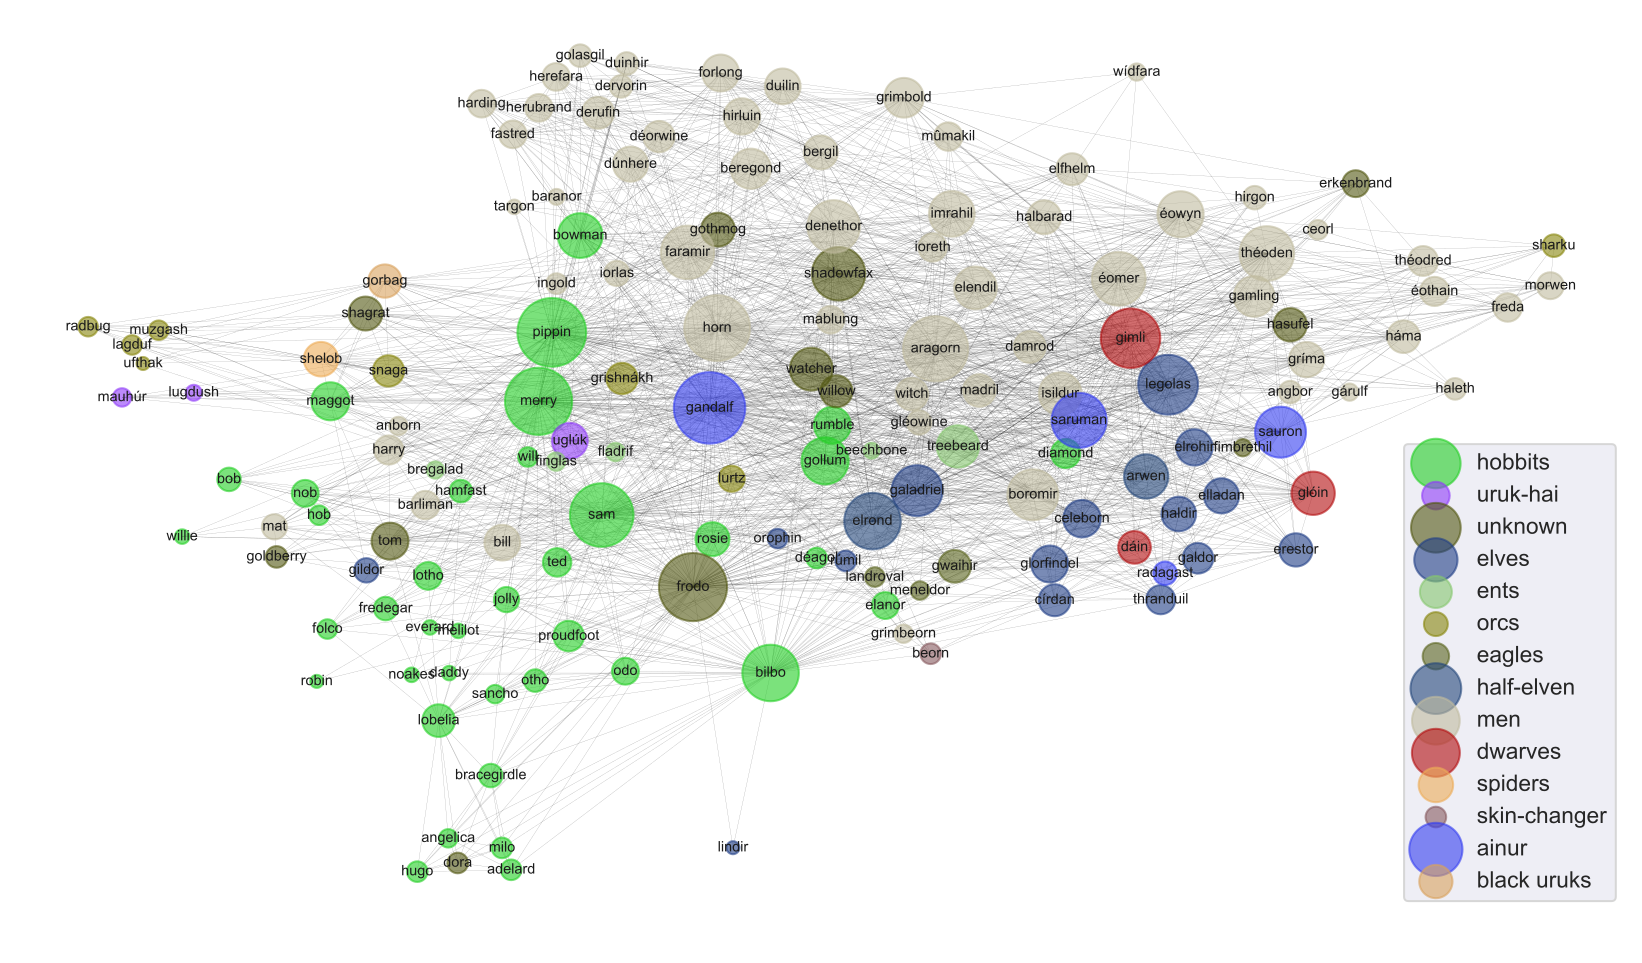 golasgil
duinhir
herefara
dervorin
forlong
duilin
wídfara
grimbold
harding
herubrand
derufin
hirluin
fastred
déorwine
mûmakil
dúnhere
beregond
bergil
elfhelm
erkenbrand
baranor
targon
hirgon
imrahil
halbarad
éowyn
bowman
gothmog
denethor
ceorl
sharku
faramir
ioreth
théoden
théodred
gorbag
ingold
iorlas
shadowfax
elendil
éomer
gamling
éothain
morwen
shagrat
freda
radbug
muzgash
pippin
horn
mablung
hasufel
lagduf
gimli
háma
ufthak
shelob
aragorn
damrod
gríma
snaga
grishnákh
watcher
mauhúr
lugdush
maggot
merry
gandalf
willow
witch
madril
isildur
legolas
angbor
gárulf
haleth
anborn
rumble
gléowine
saruman
sauron
harry
uglúk
will
finglas
fladrif
gollum
beechbone
treebeard
diamond
elrohir
fimbrethil
bregalad
bob
nob
hamfast
lurtz
galadriel
arwen
boromir
elladan
glóin
hob
barliman
sam
elrond
celeborn
haldir
mat
willie
tom
bill
rosie
orophin
dáin
erestor
goldberry
gildor
lotho
ted
déagol
rúmil
gwaihir
glorfindel
galdor
landroval
radagast
frodo
meneldor
fredegar
jolly
elanor
círdan
thranduil
folco
everard
melilot
proudfoot
grimbeorn
beorn
robin
noakes
daddy
otho
odo
bilbo
sancho
lobelia
bracegirdle
angelica
milo
lindir
hugo
dora
adelard
hobbits
uruk-hai
unknown
elves
ents
orcs
eagles
half-elven
men
dwarves
spiders
skin-changer
ainur
black uruks